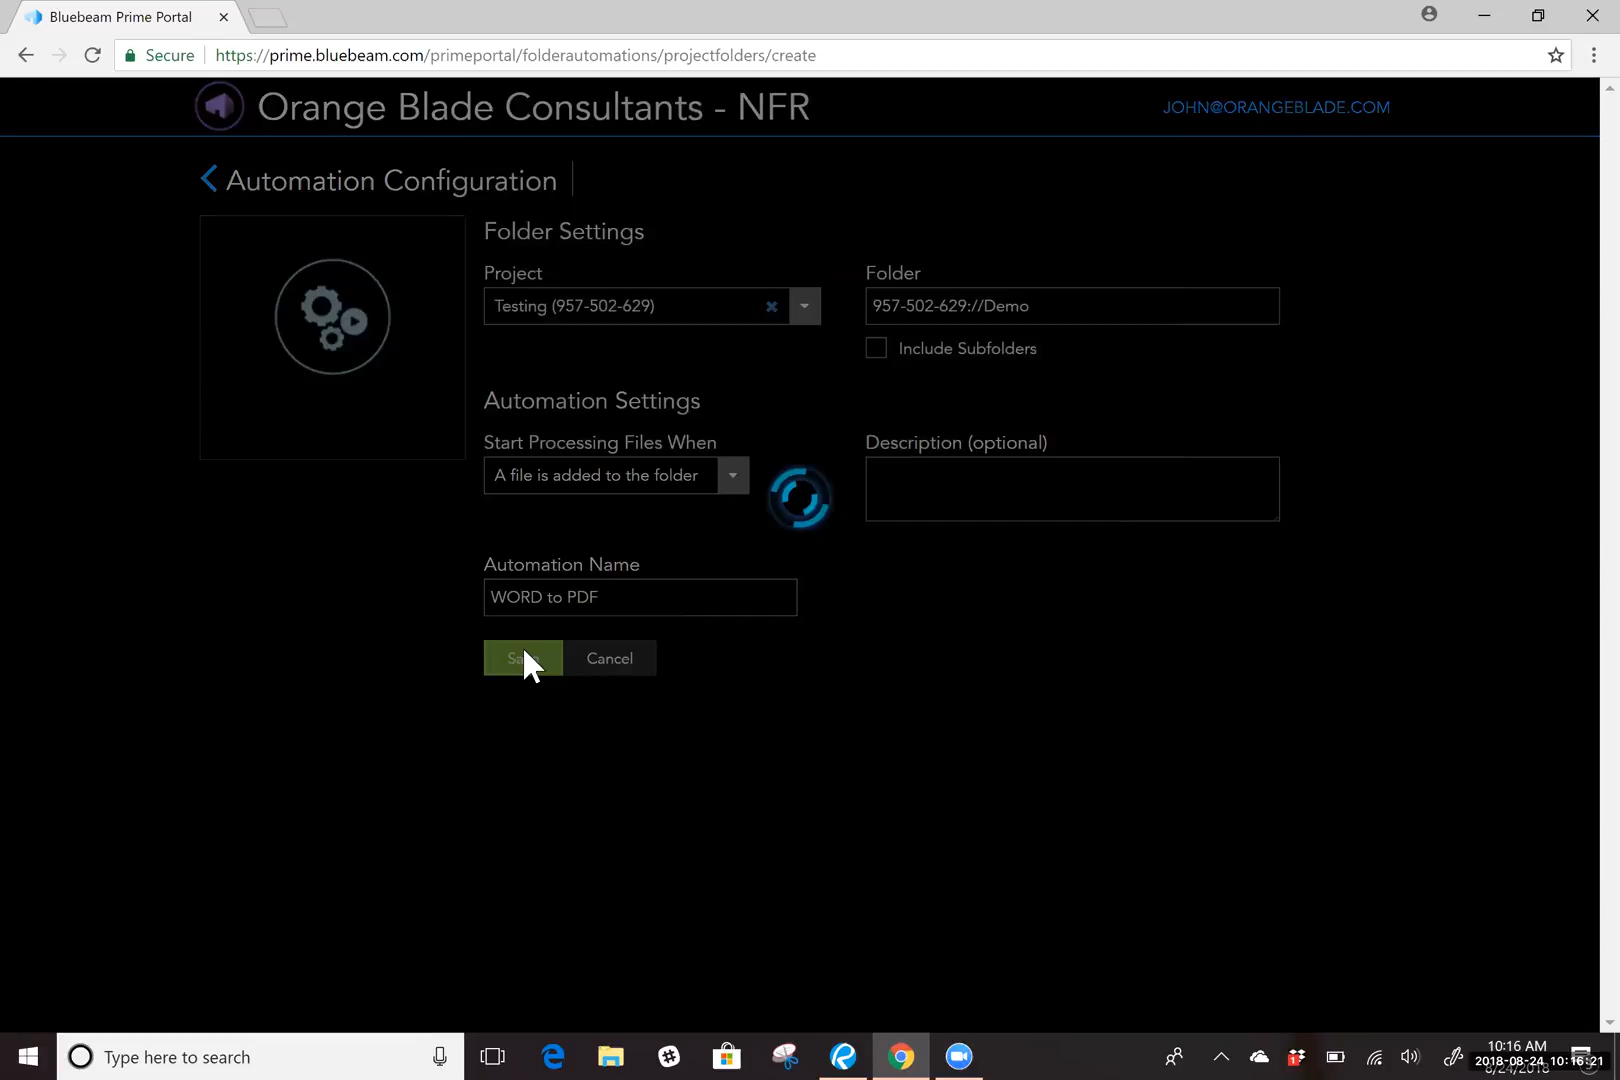 Bluebeam Prime Portal
Secure
https://prime.bluebeam.com/primeportal/folderautomations/projectfolders/create
Orange Blade Consultants - NFR
JOHN@ORANGEBLADE.COM
Automation Configuration
Folder Settings
Project
Folder
Testing (957-502-629)
957-502-629://Demo
Include Subfolders
Automation Settings
Start Processing Files When
Description (optional)
A file is added to the folder
Automation Name
WORD to PDF
Cancel
Type here to search
10:16 AM
2018-08-24 10:16:21
8/24/2018